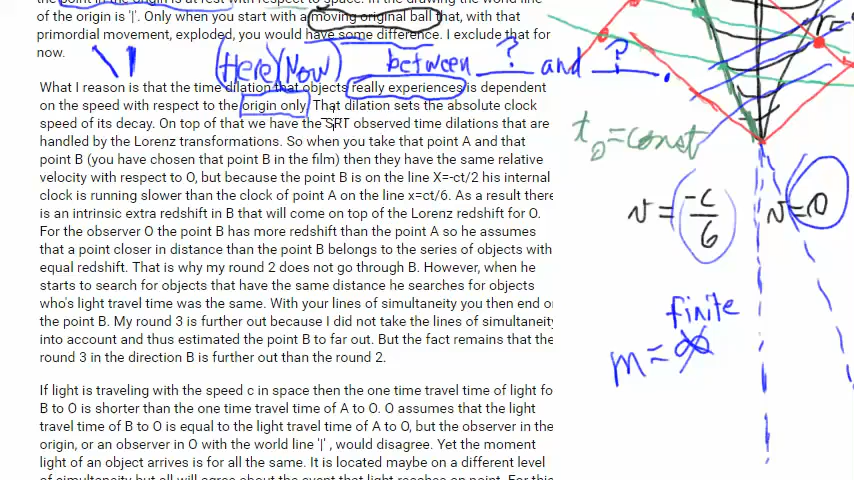 of the origin is '|'. Only when you start with a moving original ball that, with that
primordial movement, exploded, you would have some difference. I exclude that for
now.
(Here)(Now) between ? and ? .
What I reason is that the time dilation that objects really experiences is dependent
on the speed with respect to the origin only. That dilation sets the absolute clock
speed of its decay. On top of that we have the SRT observed time dilations that are
handled by the Lorenz transformations. So when you take that point A and that
point B (you have chosen that point B in the film) then they have the same relative
velocity with respect to O, but because the point B is on the line X=-ct/2 his internal
clock is running slower than the clock of point A on the line x=ct/6. As a result there
is an intrinsic extra redshift in B that will come on top of the Lorenz redshift for O.
For the observer O the point B has more redshift than the point A so he assumes
that a point closer in distance than the point B belongs to the series of objects with
equal redshift. That is why my round 2 does not go through B. However, when he
starts to search for objects that have the same distance he searches for objects
who's light travel time was the same. With your lines of simultaneity you then end o
the point B. My round 3 is further out because I did not take the lines of simultaneit
into account and thus estimated the point B to far out. But the fact remains that the
round 3 in the direction B is further out than the round 2.
If light is traveling with the speed c in space then the one time travel time of light fo
B to O is shorter than the one time travel time of A to O. O assumes that the light
travel time of B to O is equal to the light travel time of A to O, but the observer in the
origin, or an observer in O with the world line '|' , would disagree. Yet the moment
light of an object arrives is for all the same. It is located maybe on a different level
t₀=const
v=-c/6 v=0
finite
m=∞